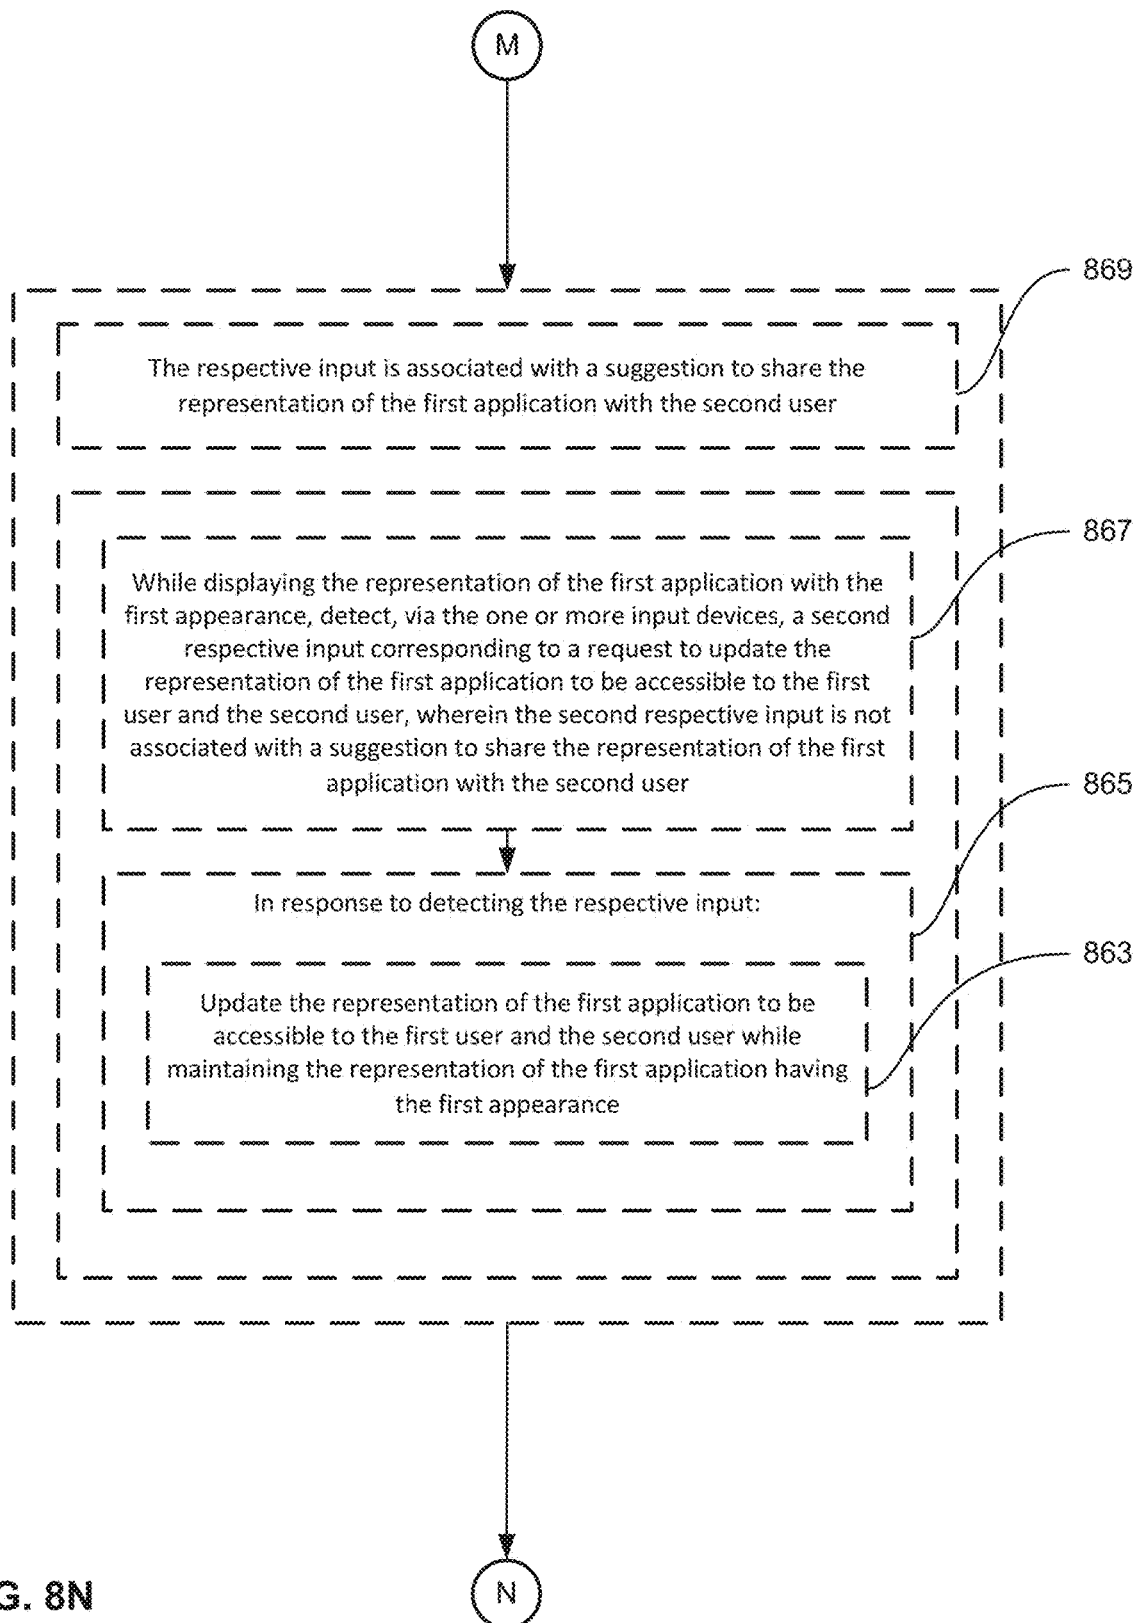 M
869
The respective input is associated with a suggestion to share the
representation of the first application with the second user
867
While displaying the representation of the first application with the
first appearance, detect, via the one or more input devices, a second
respective input corresponding to a request to update the
representation of the first application to be accessible to the first
user and the second user, wherein the second respective input is not
associated with a suggestion to share the representation of the first
application with the second user
865
In response to detecting the respective input:
863
Update the representation of the first application to be
accessible to the first user and the second user while
maintaining the representation of the first application having
the first appearance
G. 8N
N